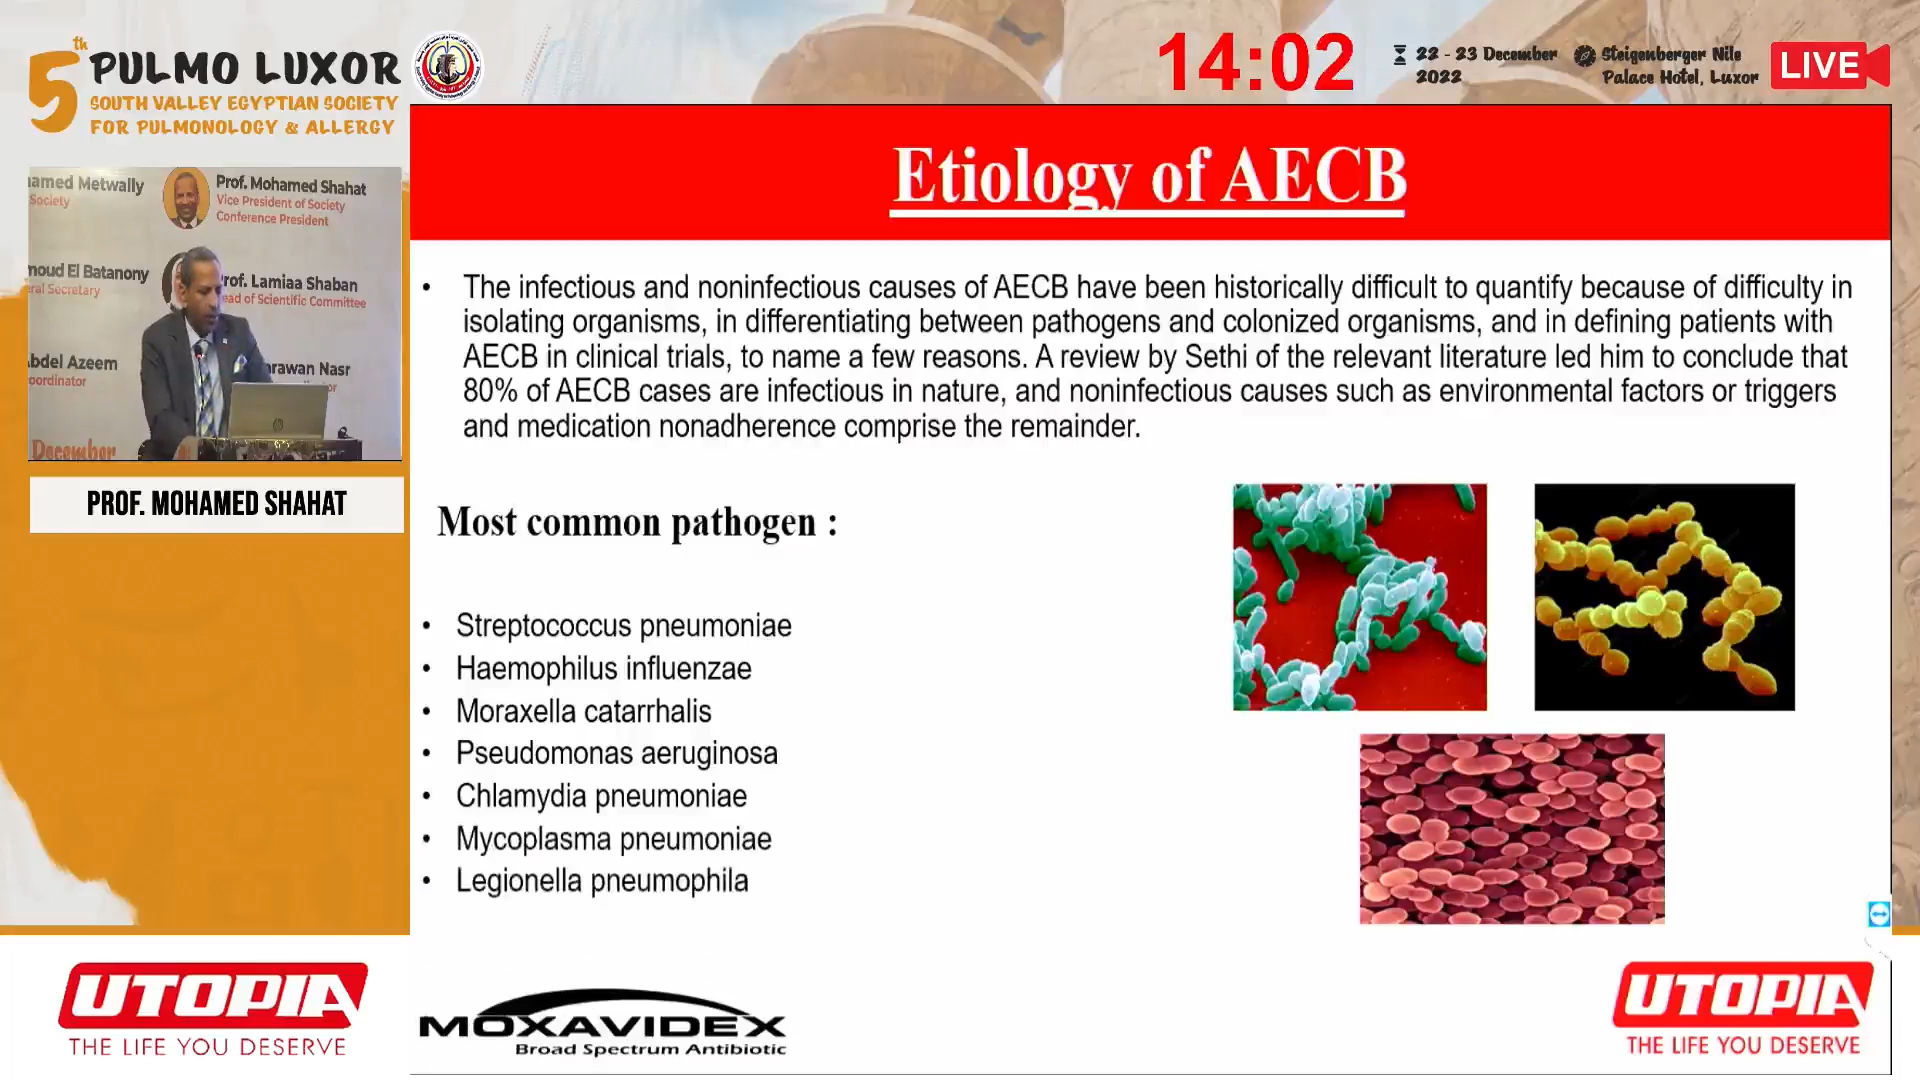 5th PULMO LUXOR
SOUTH VALLEY EGYPTIAN SOCIETY
FOR PULMONOLOGY & ALLERGY
14:02
22 - 23 December
2022
Steigenberger Nile
Palace Hotel, Luxor
LIVE
amed Metwally
Society
Prof. Mohamed Shahat
Vice President of Society
Conference President
moud El Batanony
eral Secretary
rof. Lamiaa Shaban
ead of Scientific Committee
Abdel Azeem
oordinator
rawan Nasr
or
December
PROF. MOHAMED SHAHAT
Etiology of AECB
• The infectious and noninfectious causes of AECB have been historically difficult to quantify because of difficulty in
isolating organisms, in differentiating between pathogens and colonized organisms, and in defining patients with
AECB in clinical trials, to name a few reasons. A review by Sethi of the relevant literature led him to conclude that
80% of AECB cases are infectious in nature, and noninfectious causes such as environmental factors or triggers
and medication nonadherence comprise the remainder.
Most common pathogen :
• Streptococcus pneumoniae
• Haemophilus influenzae
• Moraxella catarrhalis
• Pseudomonas aeruginosa
• Chlamydia pneumoniae
• Mycoplasma pneumoniae
• Legionella pneumophila
UTOPIA
THE LIFE YOU DESERVE
MOXAVIDEX
Broad Spectrum Antibiotic
UTOPIA
THE LIFE YOU DESERVE